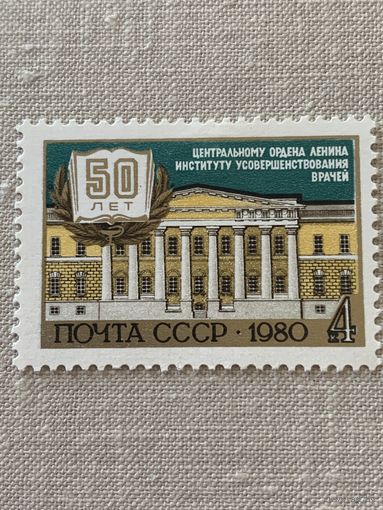 ЦЕНТРАЛЬНОМУ ОРДЕНА ЛЕНИНА
ИНСТИТУТУ УСОВЕРШЕНСТВОВАНИЯ
ВРАЧЕЙ
50
ЛЕТ
ПОЧТА СССР · 1980 4